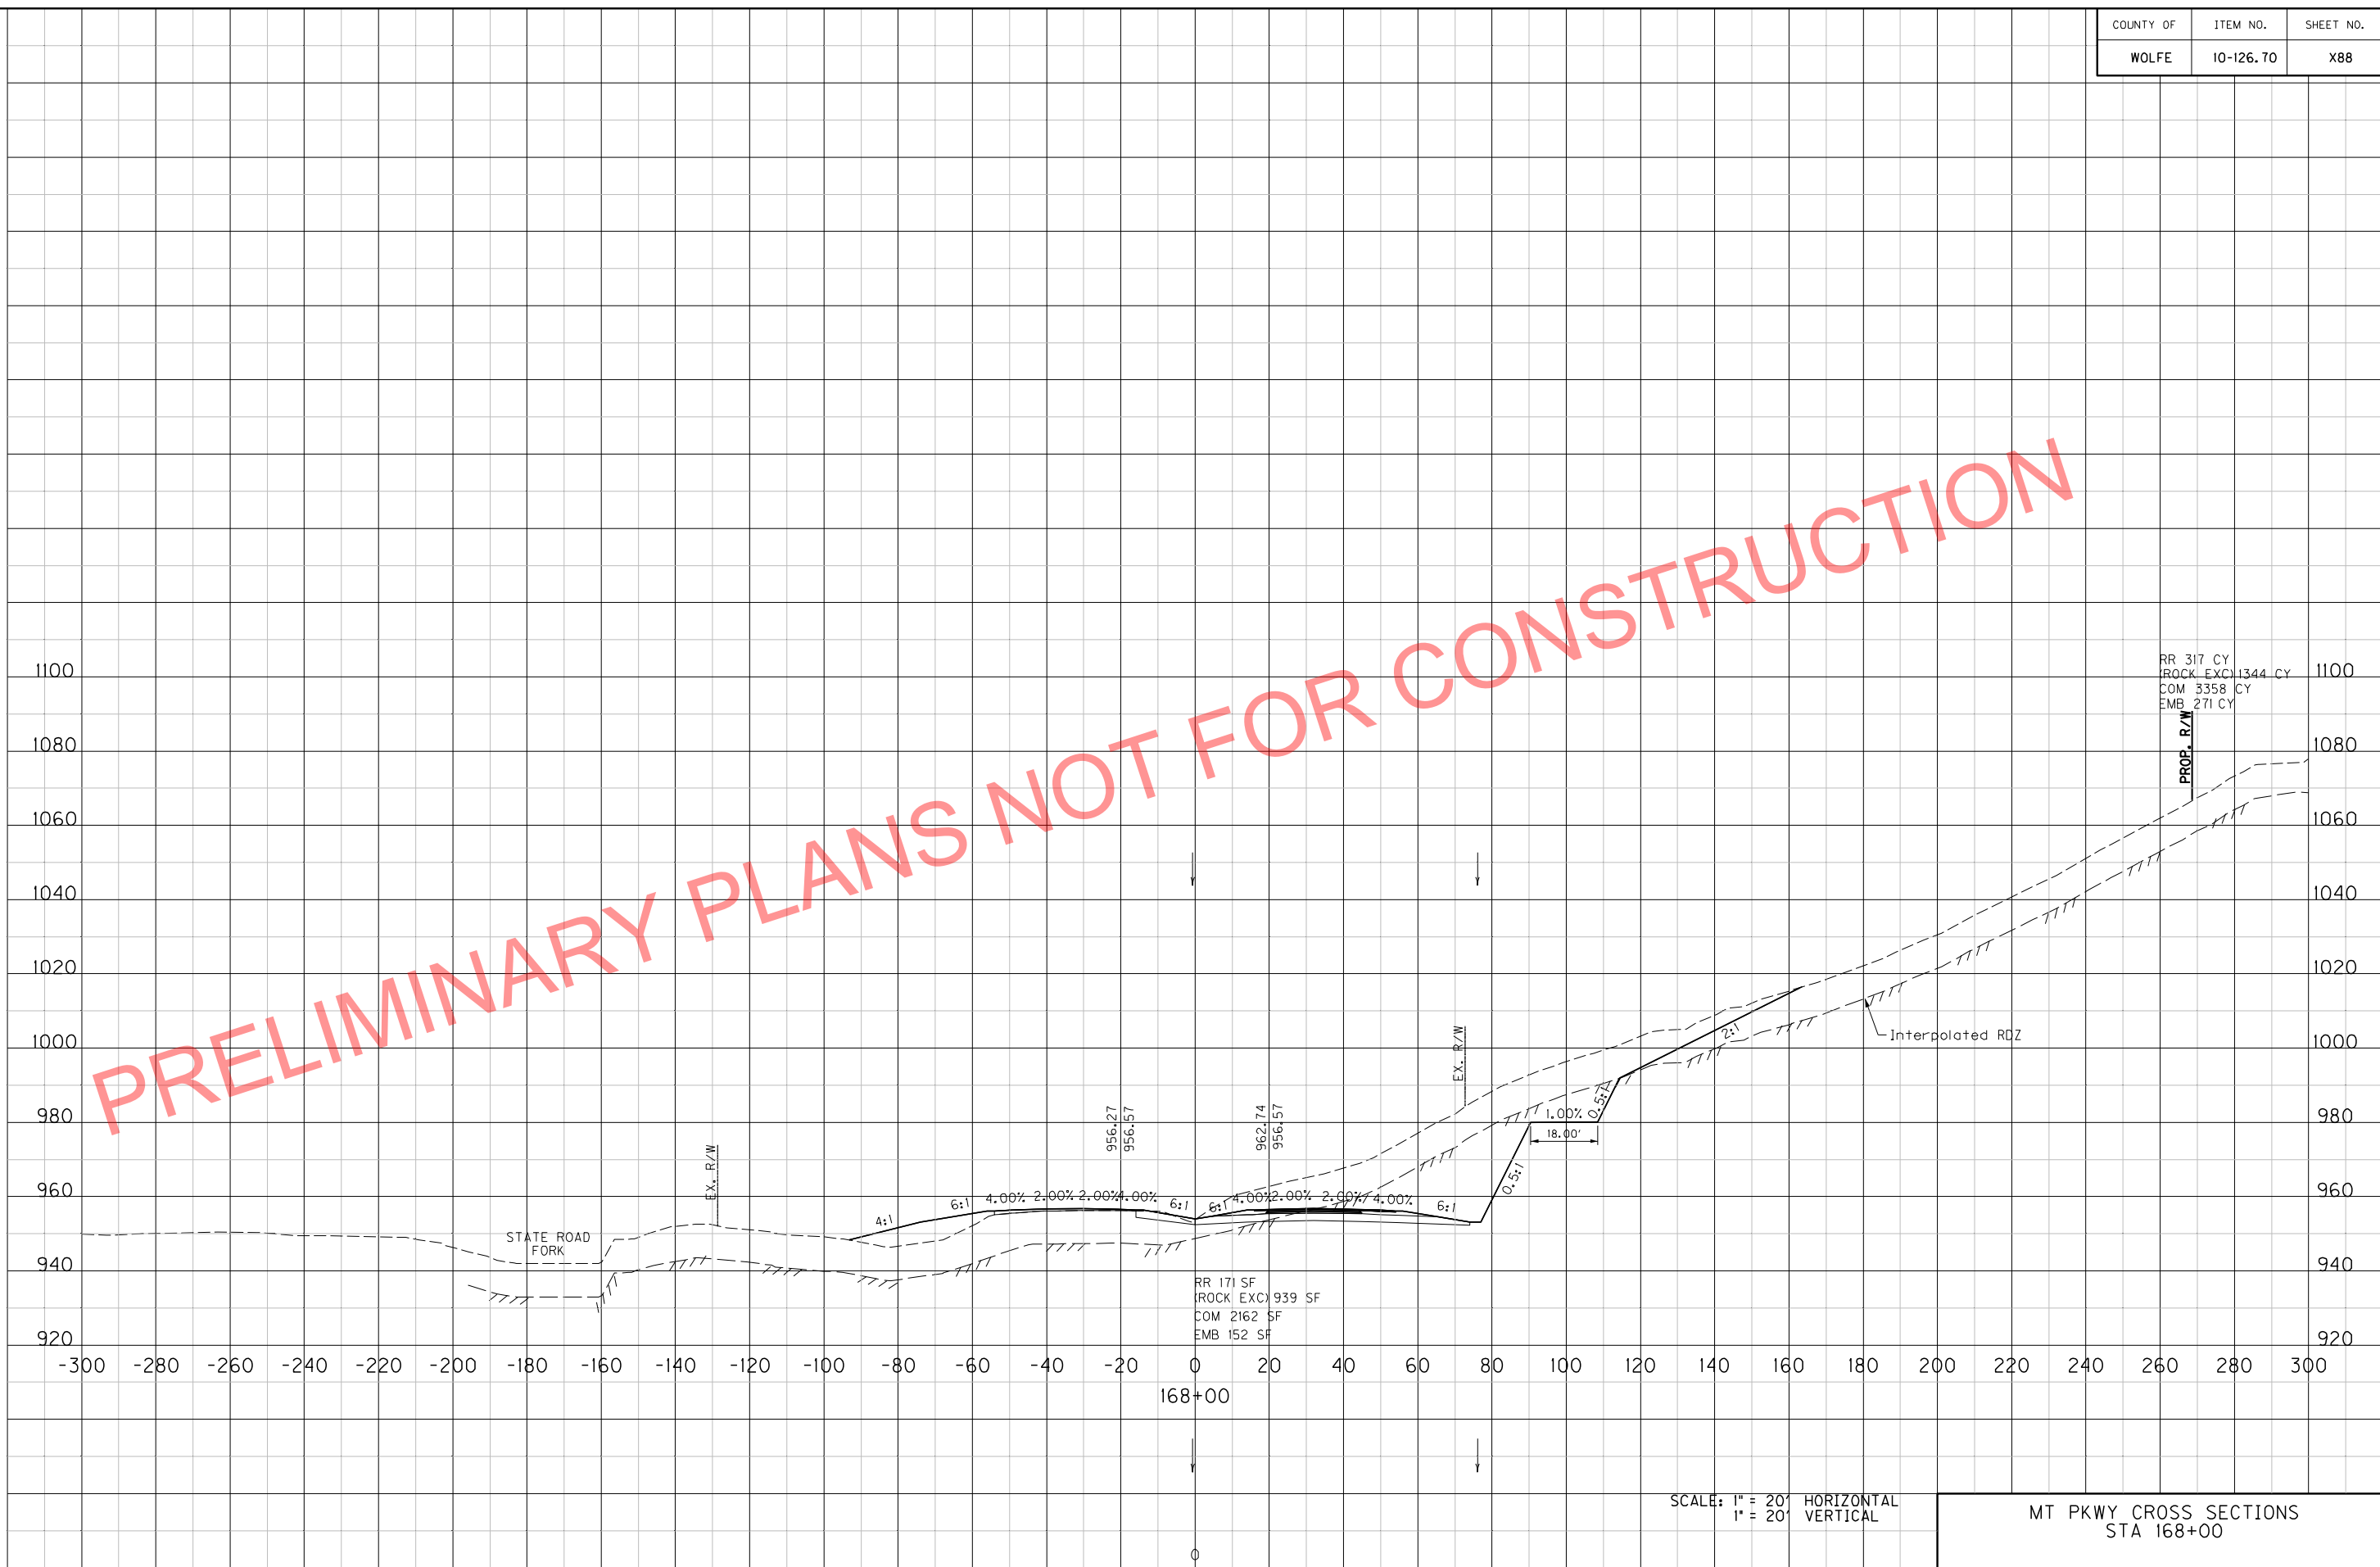 COUNTY OF ITEM NO. SHEET NO.
WOLFE 10-126.70 X88
PRELIMINARY PLANS NOT FOR CONSTRUCTION
RR 317 CY
(ROCK EXC) 1344 CY
COM 3358 CY
EMB 271 CY
PROP. R/W
1100 1100
1080 1080
1060 1060
1040 1040
1020 1020
1000 1000
980 980
960 960
940 940
920 920
Interpolated RDZ
2:1
EX. R/W
0.5:1
1.00%
18.00'
0.5:1
956.27
956.57
962.74
956.57
EX. R/W
4:1 6:1 4.00% 2.00% 2.00% 4.00% 6:1 6:1 4.00% 2.00% 2.00% 4.00% 6:1
STATE ROAD
FORK
RR 171 SF
(ROCK EXC) 939 SF
COM 2162 SF
EMB 152 SF
-300 -280 -260 -240 -220 -200 -180 -160 -140 -120 -100 -80 -60 -40 -20 0 20 40 60 80 100 120 140 160 180 200 220 240 260 280 300
168+00
SCALE: 1" = 20' HORIZONTAL
1" = 20' VERTICAL
MT PKWY CROSS SECTIONS
STA 168+00
0